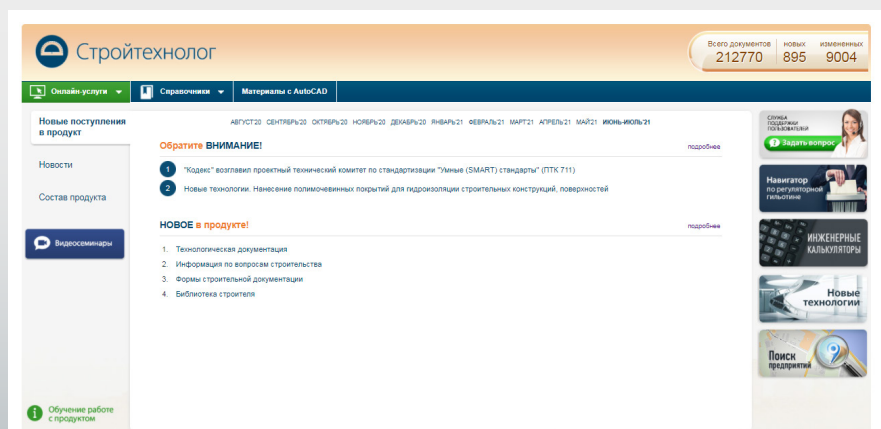 Стройтехнолог
Всего документов новых измененных
212770 895 9004
Онлайн-услуги Справочники Материалы с AutoCAD
Новые поступления
в продукт
Новости
Состав продукта
Видеосеминары
Обучение работе
с продуктом
АВГУСТ'20 СЕНТЯБРЬ'20 ОКТЯБРЬ'20 НОЯБРЬ'20 ДЕКАБРЬ'20 ЯНВАРЬ'21 ФЕВРАЛЬ'21 МАРТ'21 АПРЕЛЬ'21 МАЙ'21 ИЮНЬ-ИЮЛЬ'21
Обратите ВНИМАНИЕ! подробнее
1 "Кодекс" возглавил проектный технический комитет по стандартизации "Умные (SMART) стандарты" (ПТК 711)
2 Новые технологии. Нанесение полимочевинных покрытий для гидроизоляции строительных конструкций, поверхностей
НОВОЕ в продукте! подробнее
1. Технологическая документация
2. Информация по вопросам строительства
3. Формы строительной документации
4. Библиотека строителя
СЛУЖБА
ПОДДЕРЖКИ
ПОЛЬЗОВАТЕЛЕЙ
Задать вопрос
Навигатор
по регуляторной
гильотине
ИНЖЕНЕРНЫЕ
КАЛЬКУЛЯТОРЫ
Новые
технологии
Поиск
предприятий